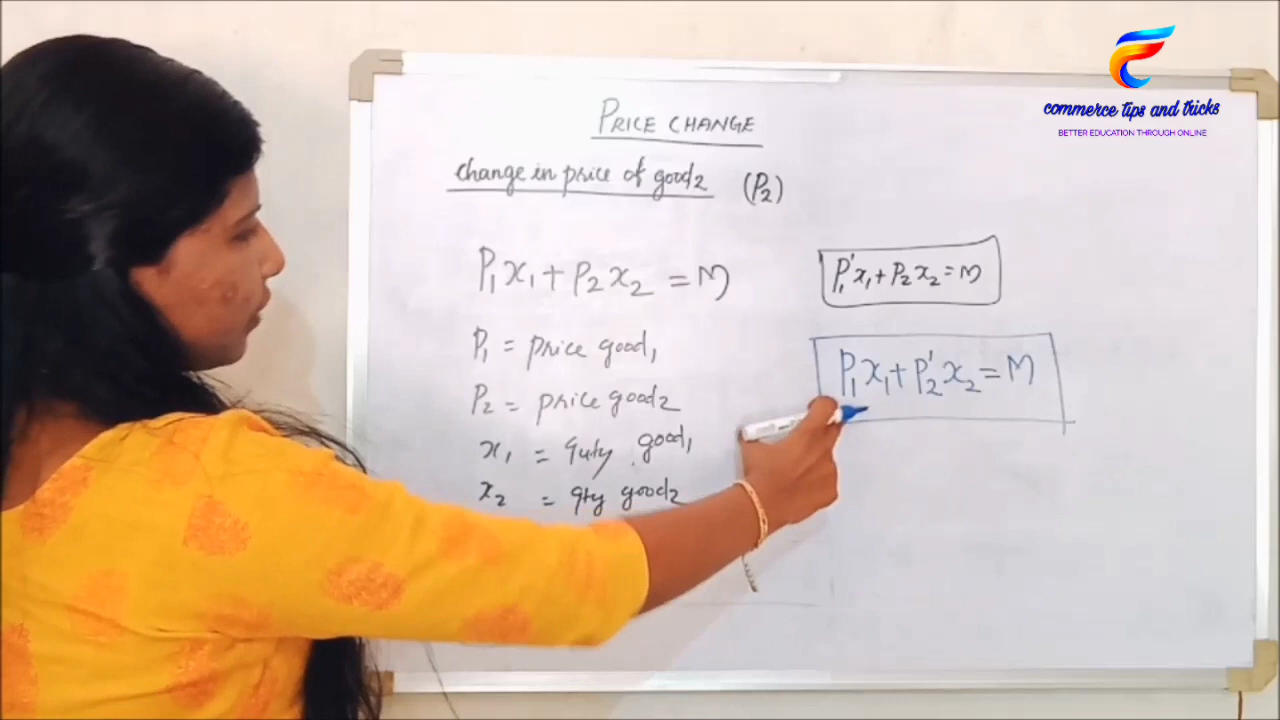 PRICE CHANGE
change in price of good2 (P2)
P1x1 + P2x2 = M
P1'x1 + P2x2 = M
P1 = price good1
P1x1 + P2'x2 = M
P2 = price good2
x1 = quty good1
x2 = qty good2
commerce tips and tricks
BETTER EDUCATION THROUGH ONLINE